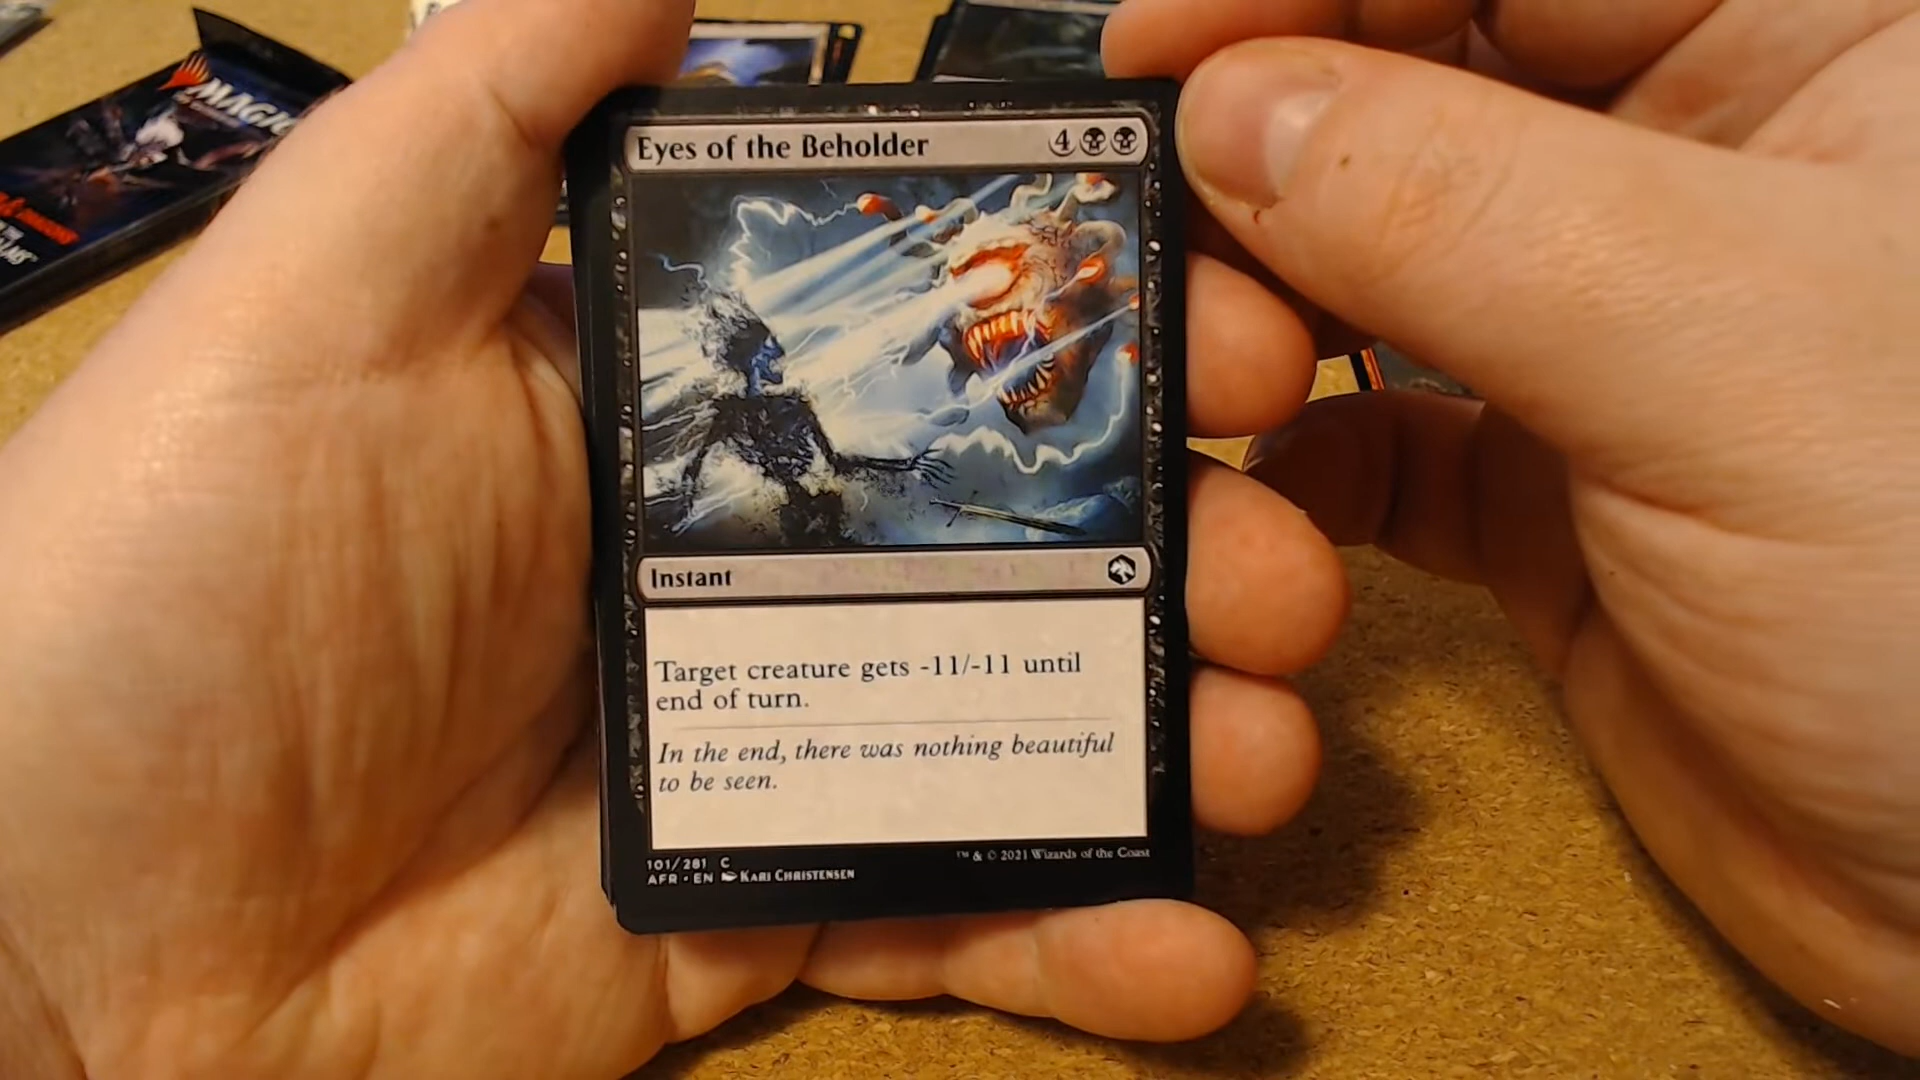 MAGIC
Eyes of the Beholder 4
Instant
Target creature gets -11/-11 until
end of turn.
In the end, there was nothing beautiful
to be seen.
101/281 C
AFR • EN Kari Christensen
™ & © 2021 Wizards of the Coast